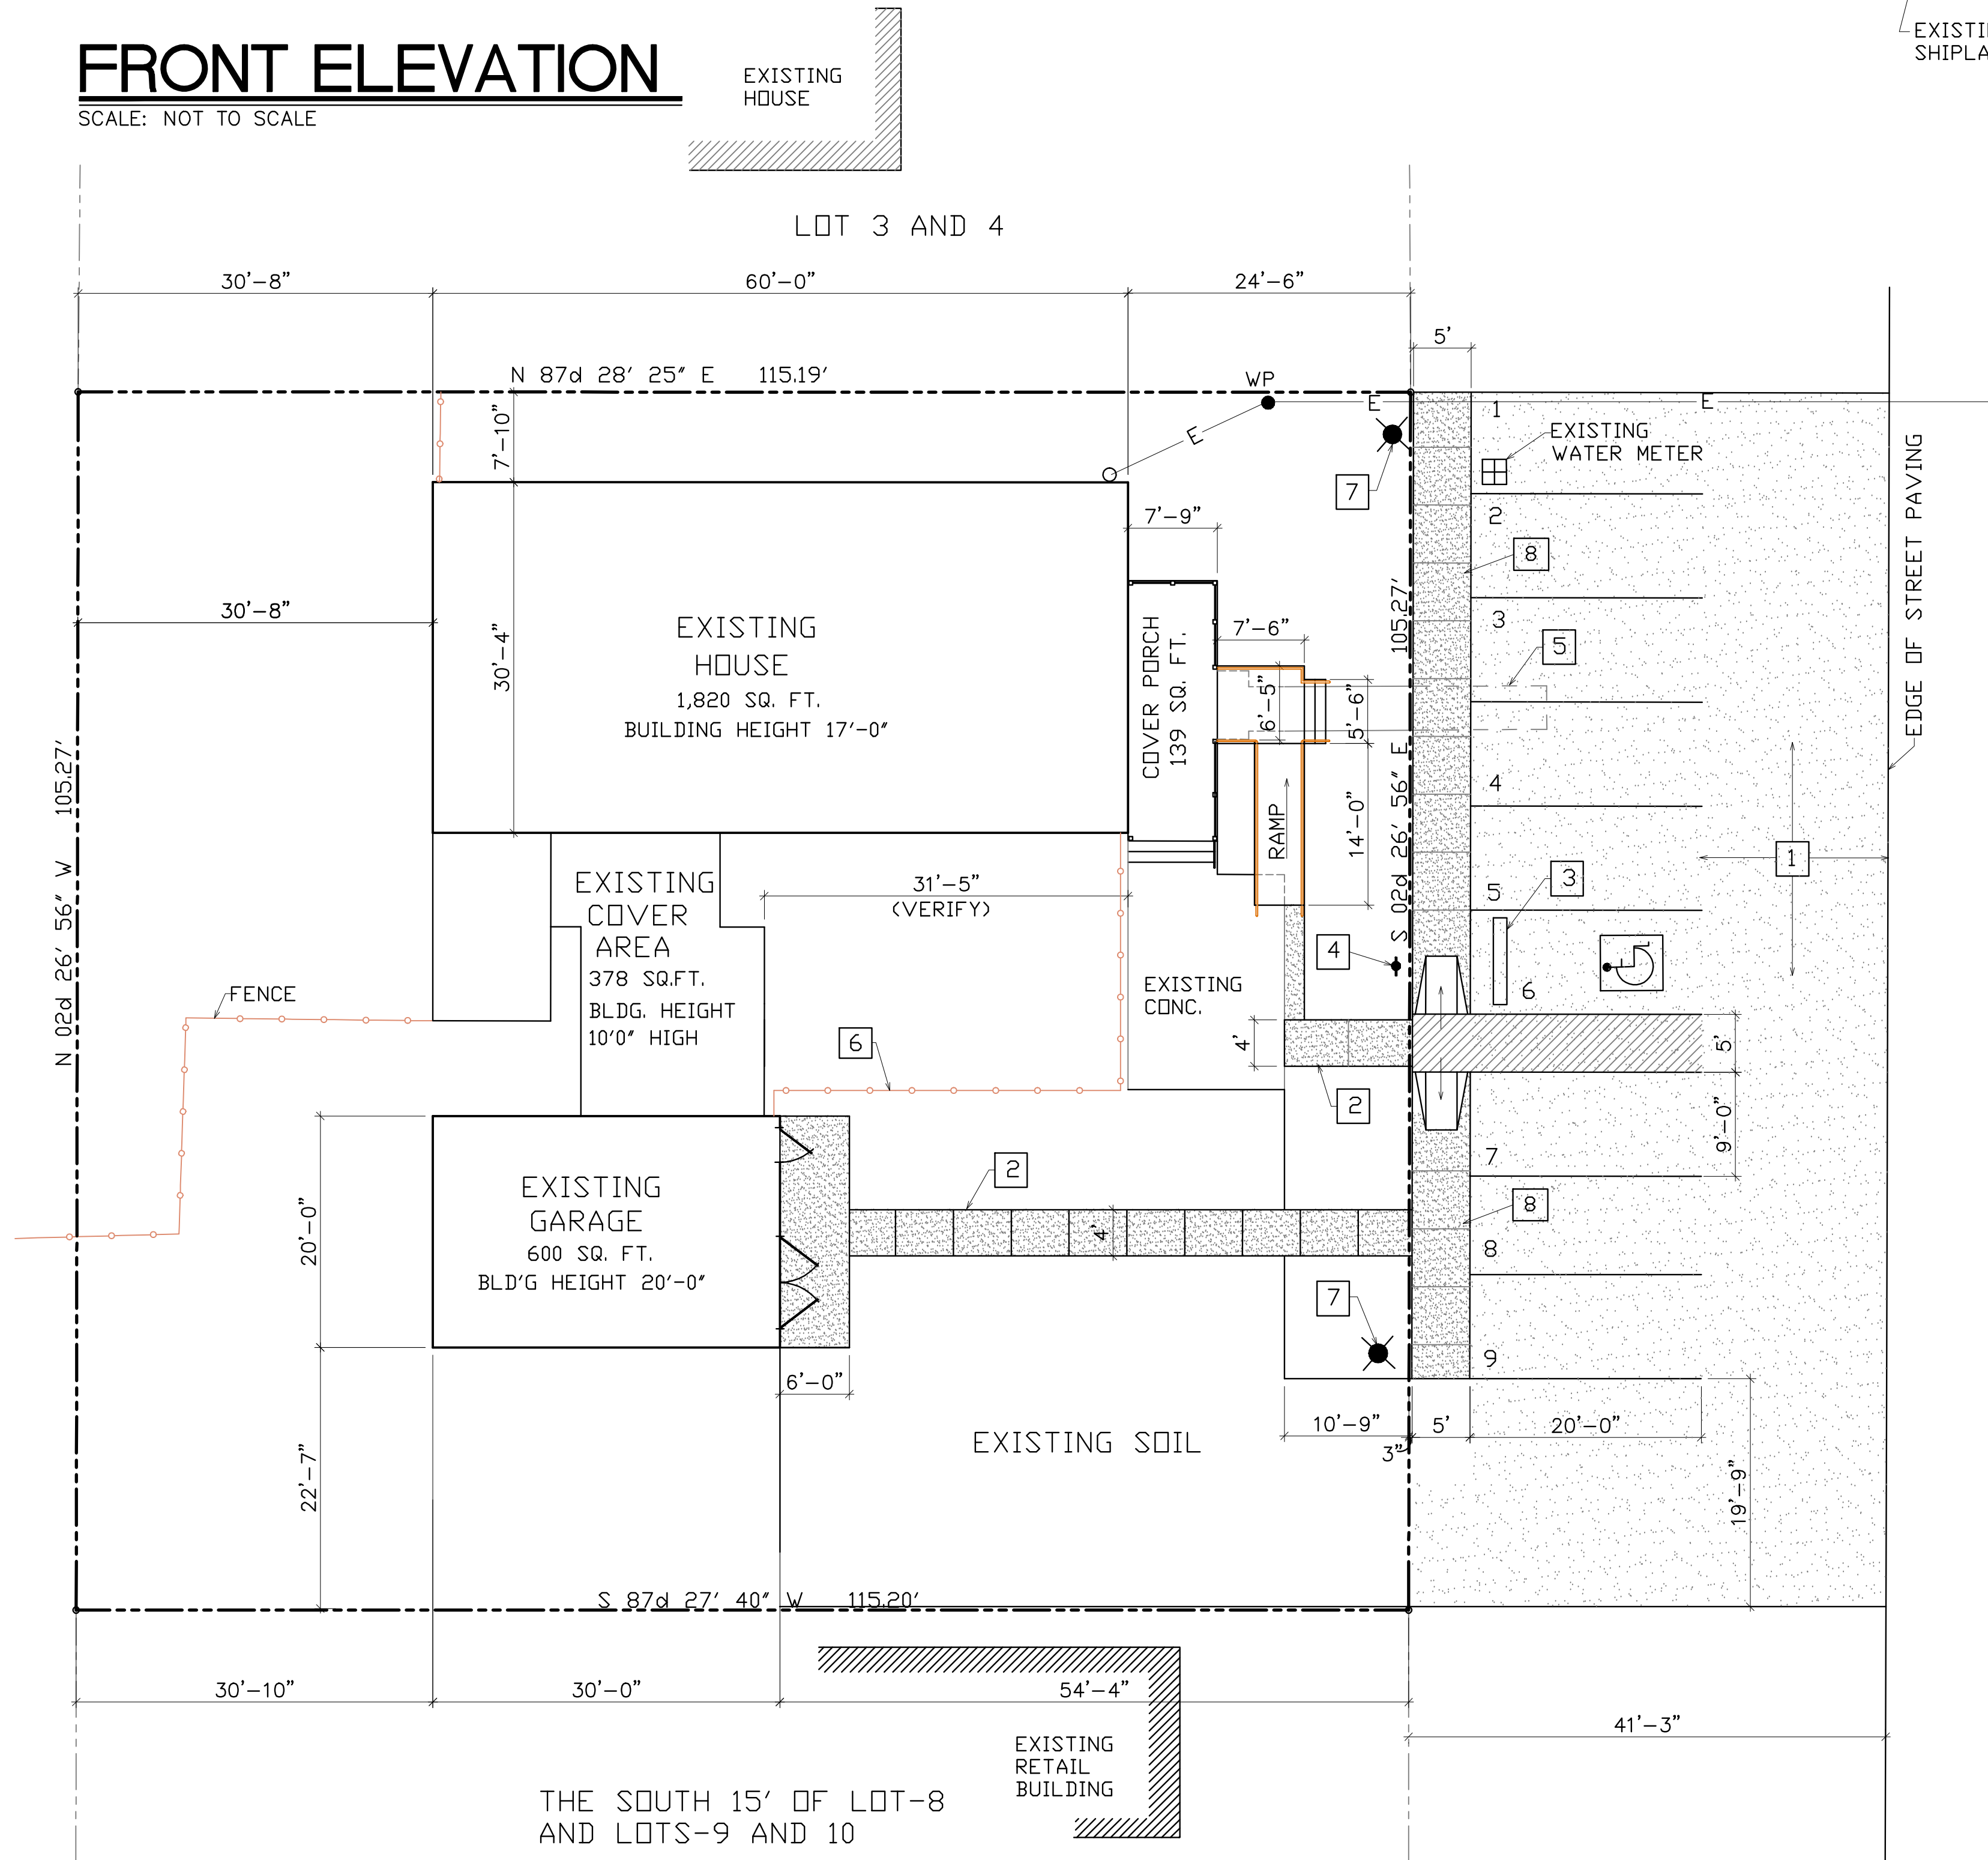 FRONT ELEVATION
SCALE: NOT TO SCALE
EXISTING
HOUSE
LOT 3 AND 4
30'-8"
60'-0"
24'-6"
5'
N 87d 28' 25" E 115.19'
WP
E
E
E
7'-10"
7
1
EXISTING
WATER METER
2
8
7'-9"
EDGE OF STREET PAVING
30'-8"
30'-4"
EXISTING
HOUSE
1,820 SQ. FT.
BUILDING HEIGHT 17'-0"
COVER PORCH
139 SQ. FT.
7'-6"
6'-5"
5'-6"
S 02d 26' 56" E 105.27'
3
5
4
N 02d 26' 56" W 105.27'
14'-0"
RAMP
1
EXISTING
COVER
AREA
378 SQ.FT.
BLDG. HEIGHT
10'0" HIGH
31'-5"
(VERIFY)
5
3
4
6
EXISTING
CONC.
FENCE
6
4'
5'
2
9'-0"
7
2
8
EXISTING
GARAGE
600 SQ. FT.
BLD'G HEIGHT 20'-0"
20'-0"
4'
8
7
9
6'-0"
10'-9"
5'
20'-0"
3"
EXISTING SOIL
22'-7"
19'-9"
S 87d 27' 40" W 115.20'
30'-10"
30'-0"
54'-4"
41'-3"
EXISTING
RETAIL
BUILDING
THE SOUTH 15' OF LOT-8
AND LOTS-9 AND 10